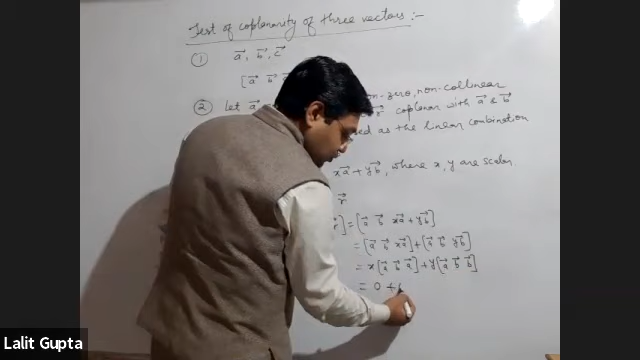 Test of coplanarity of three vectors :-
① a⃗, b⃗, c⃗
[a⃗ b⃗
② Let a⃗ non-zero, non-collinear
coplanar with a⃗ & b⃗
as the linear combination
xa⃗ + yb⃗, where x, y are scalar
r⃗
r⃗] = [a⃗ b⃗ xa⃗ + yb⃗]
= [a⃗ b⃗ xa⃗] + [a⃗ b⃗ yb⃗]
= x[a⃗ b⃗ a⃗] + y[a⃗ b⃗ b⃗]
= 0 +
Lalit Gupta